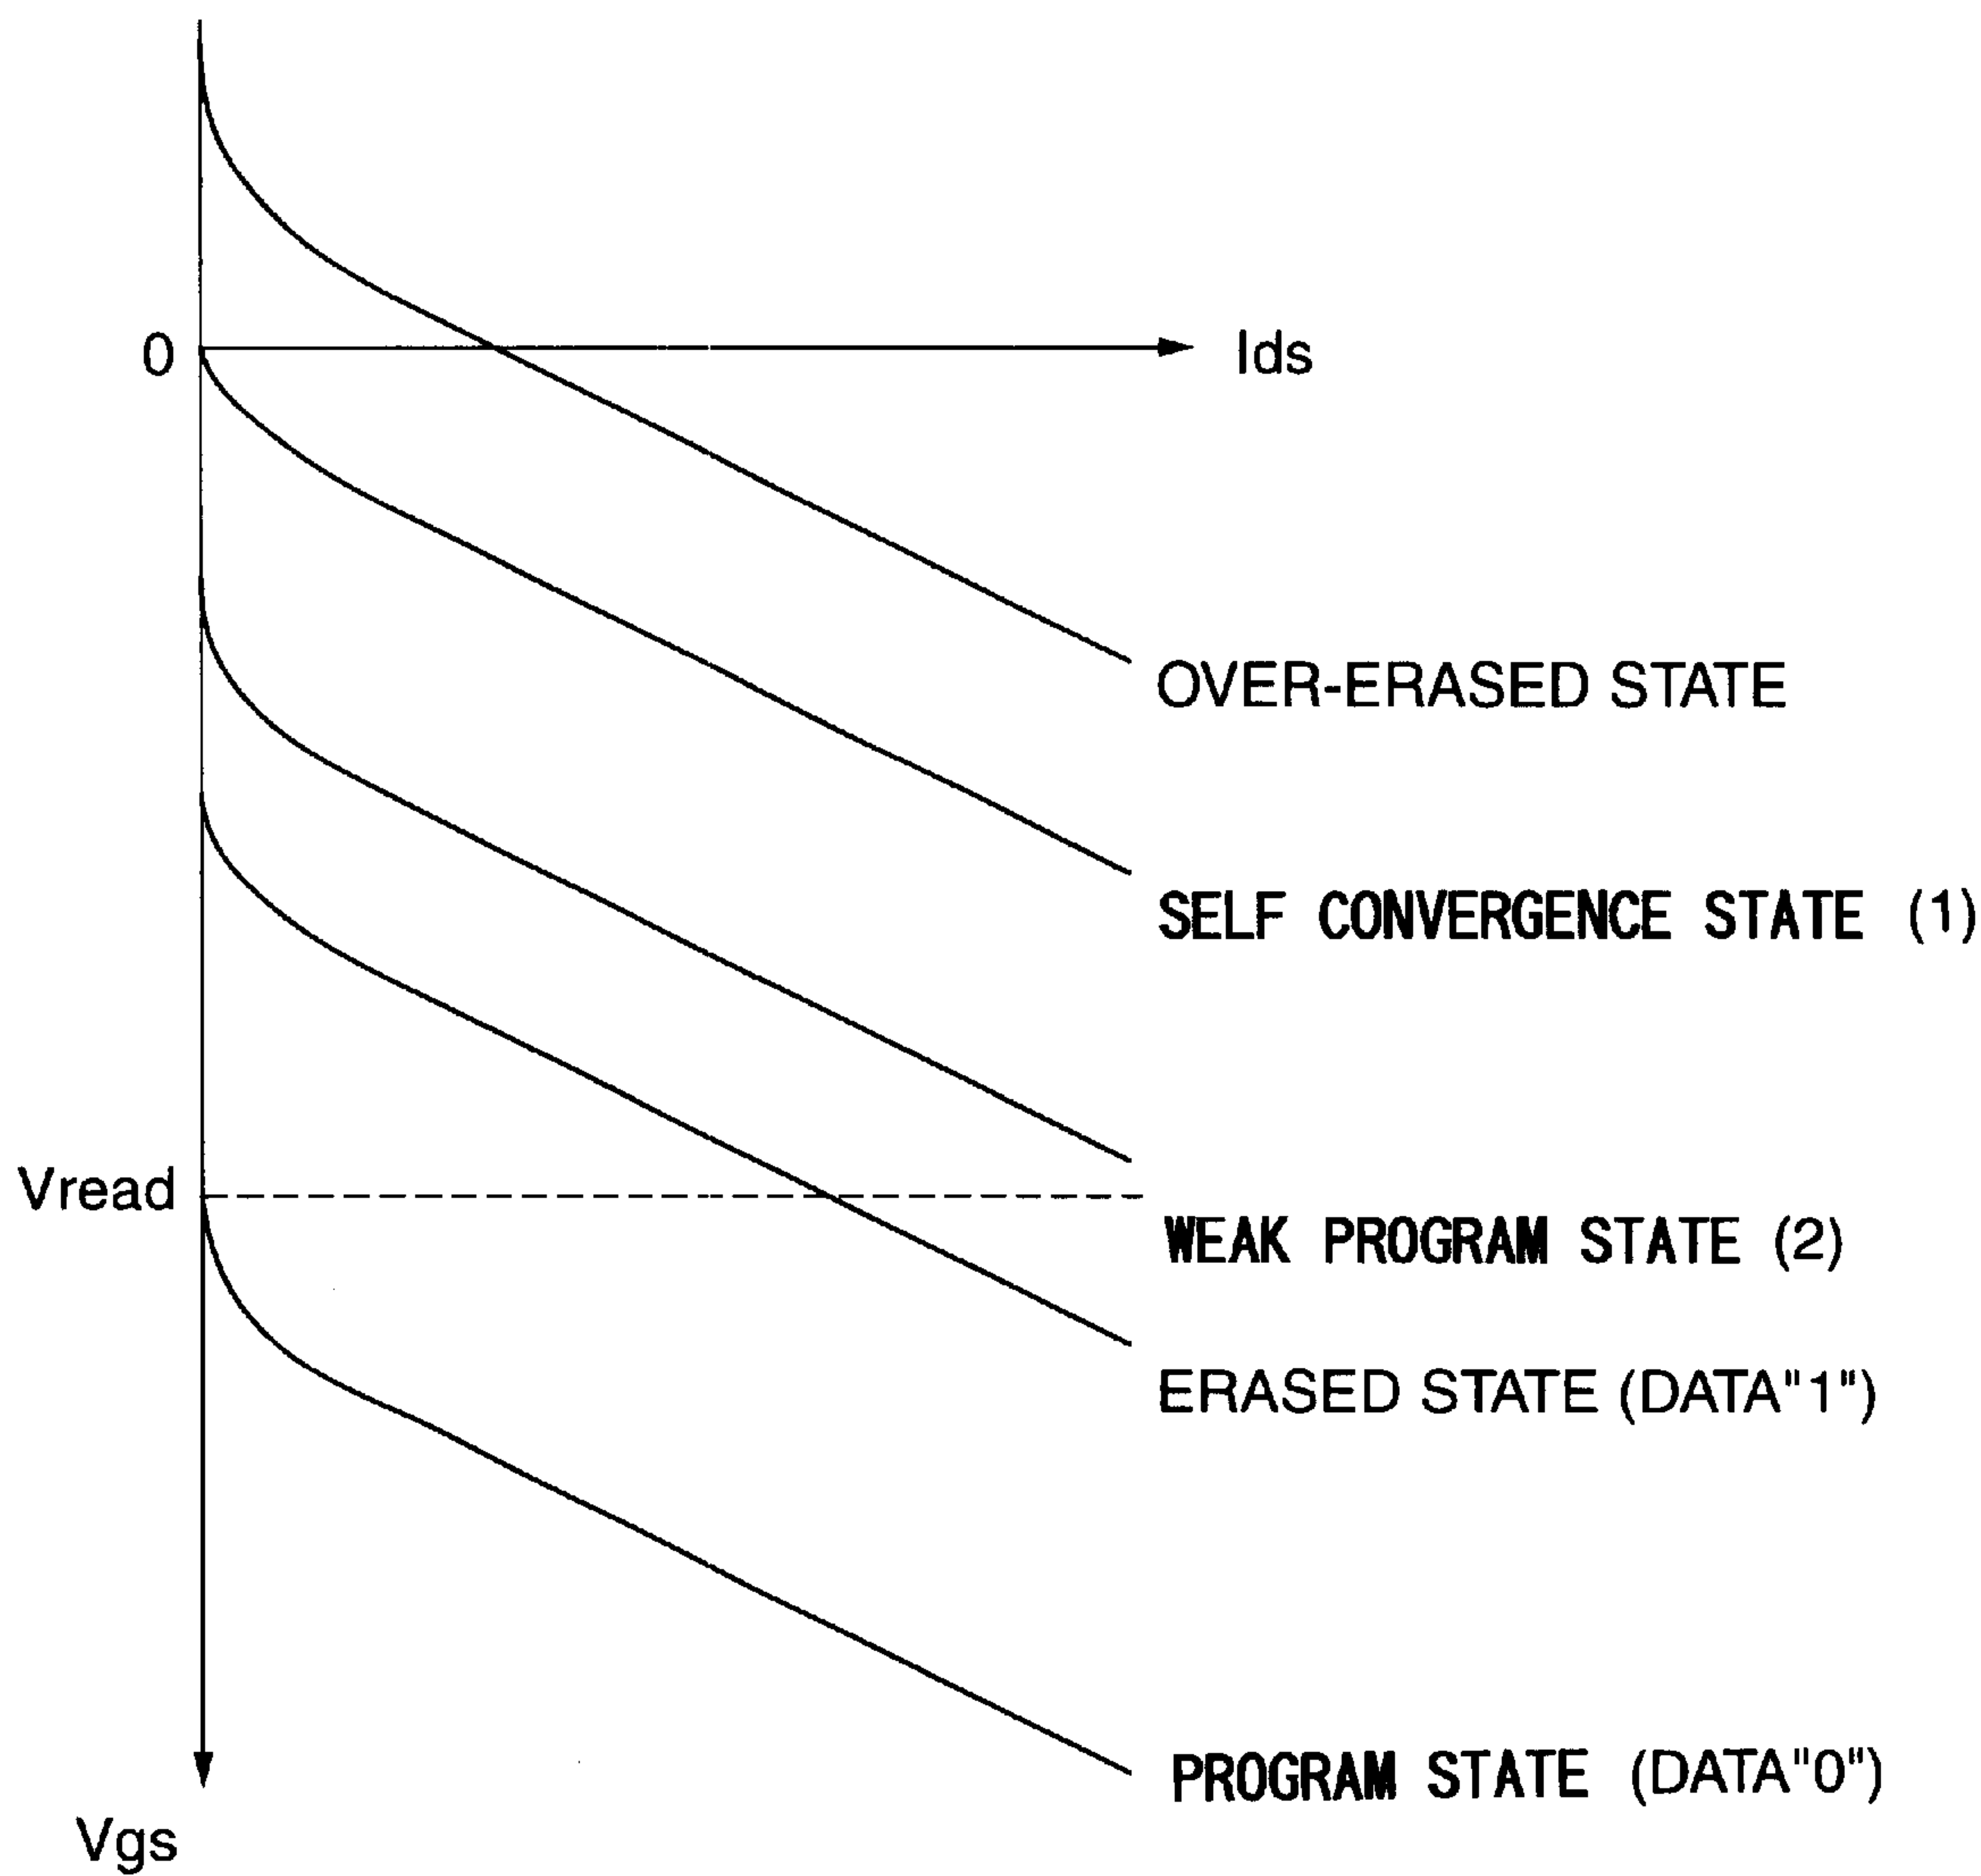 0
Ids
OVER-ERASED STATE
SELF CONVERGENCE STATE (1)
Vread
WEAK PROGRAM STATE (2)
ERASED STATE (DATA"1")
PROGRAM STATE (DATA"0")
Vgs